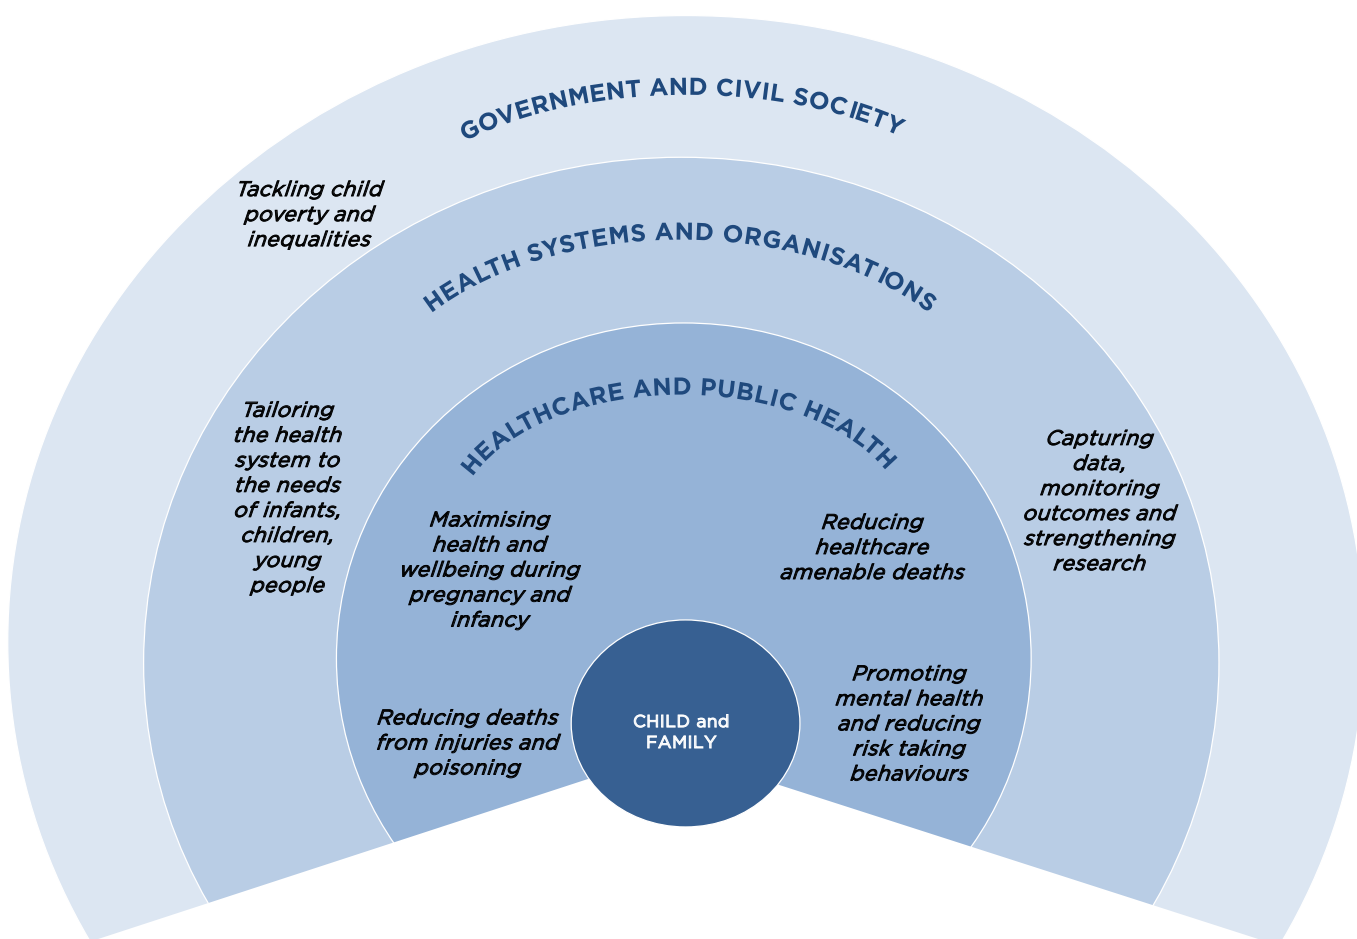 GOVERNMENT AND CIVIL SOCIETY
Tackling child
poverty and
inequalities
HEALTH SYSTEMS AND ORGANISATIONS
Tailoring
the health
system to
the needs
of infants,
children,
young
people
Capturing
data,
monitoring
outcomes and
strengthening
research
HEALTHCARE AND PUBLIC HEALTH
Maximising
health and
wellbeing during
pregnancy and
infancy
Reducing
healthcare
amenable deaths
Reducing deaths
from injuries and
poisoning
Promoting
mental health
and reducing
risk taking
behaviours
CHILD and
FAMILY